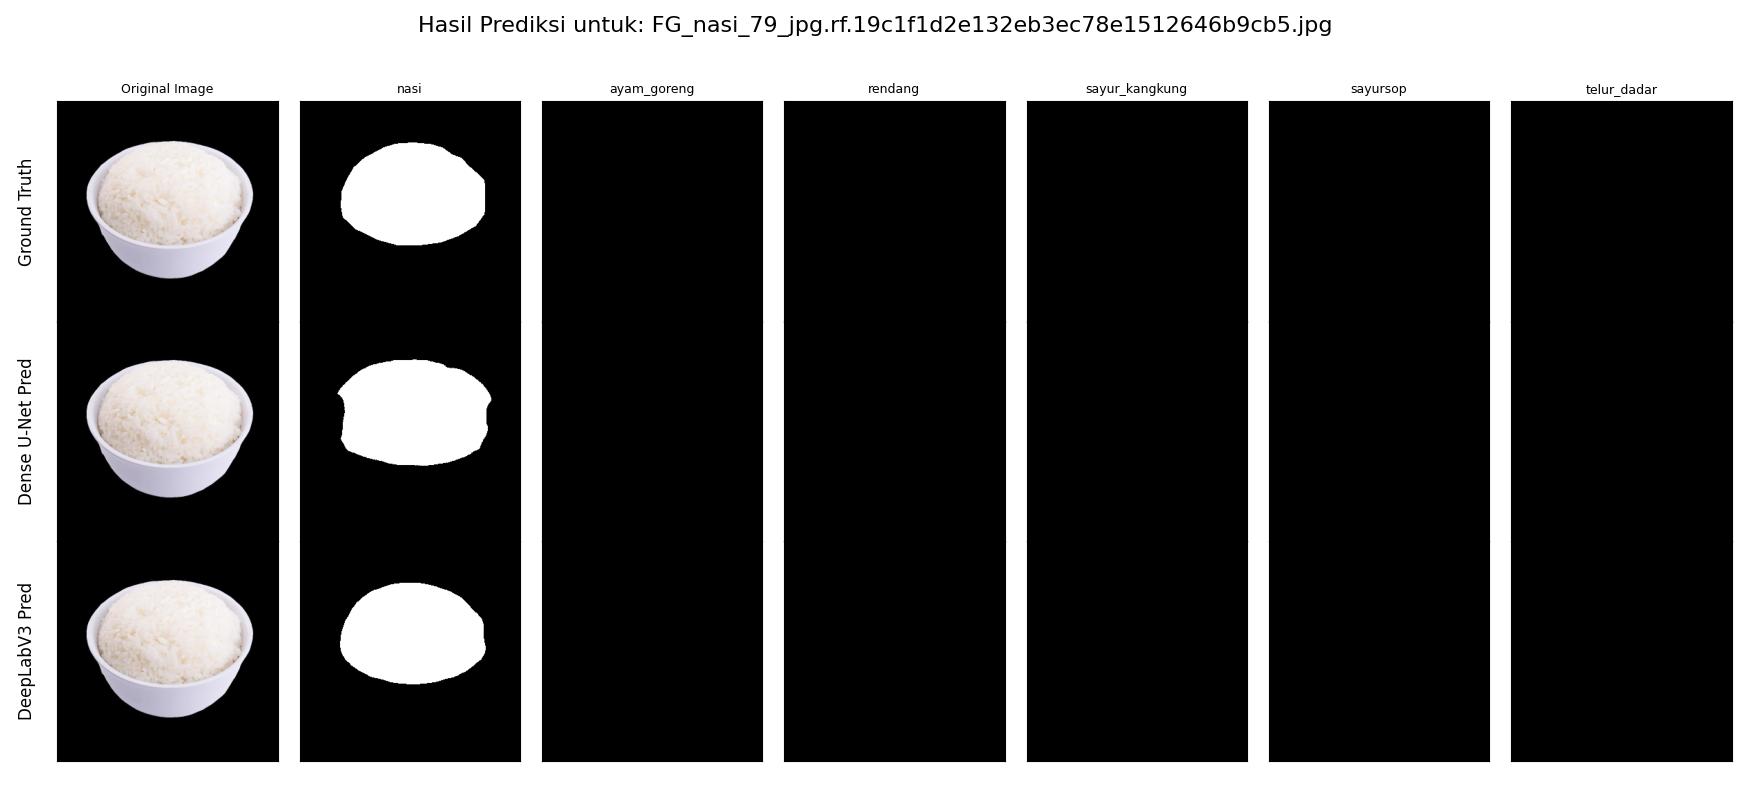 Hasil Prediksi untuk: FG_nasi_79_jpg.rf.19c1f1d2e132eb3ec78e1512646b9cb5.jpg
Original Image
nasi
ayam_goreng
rendang
sayur_kangkung
sayursop
telur_dadar
Ground Truth
Dense U-Net Pred
DeepLabV3 Pred